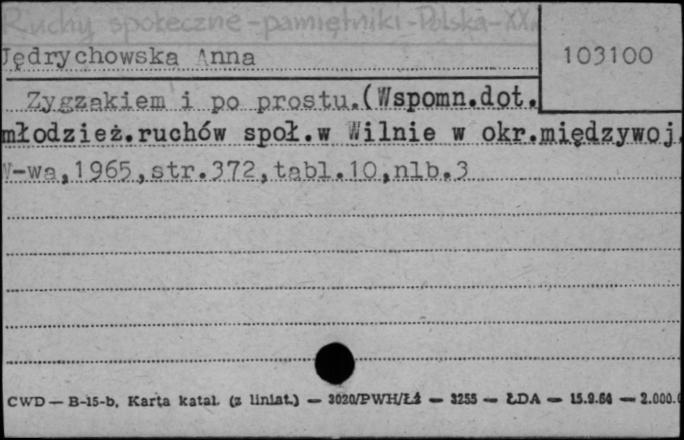 Ruchy społeczne - pamiętniki - Polska - XX w
Jędrychowska Anna
103100
Zygzakiem i po prostu.(Wspomn.dot.
młodzież.ruchów społ.w Wilnie w okr.międzywoj.
W-wa,1965,str.372,tabl.10,nlb.3
CWD — B-15-b. Karta katal. (z liniat.) — 3020/PWH/Łż — 3255 — ŁDA — 15.9.64 — 2.000.0